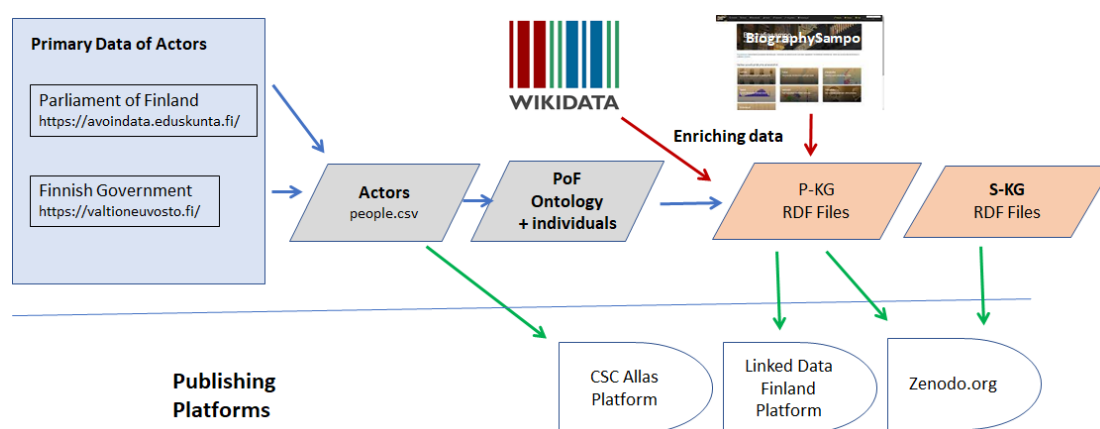 Primary Data of Actors
Parliament of Finland
https://avoindata.eduskunta.fi/
Finnish Government
https://valtioneuvosto.fi/
WIKIDATA
BiographySampo
Enriching data
Actors
people.csv
PoF
Ontology
+ individuals
P-KG
RDF Files
S-KG
RDF Files
Publishing
Platforms
CSC Allas
Platform
Linked Data
Finland
Platform
Zenodo.org